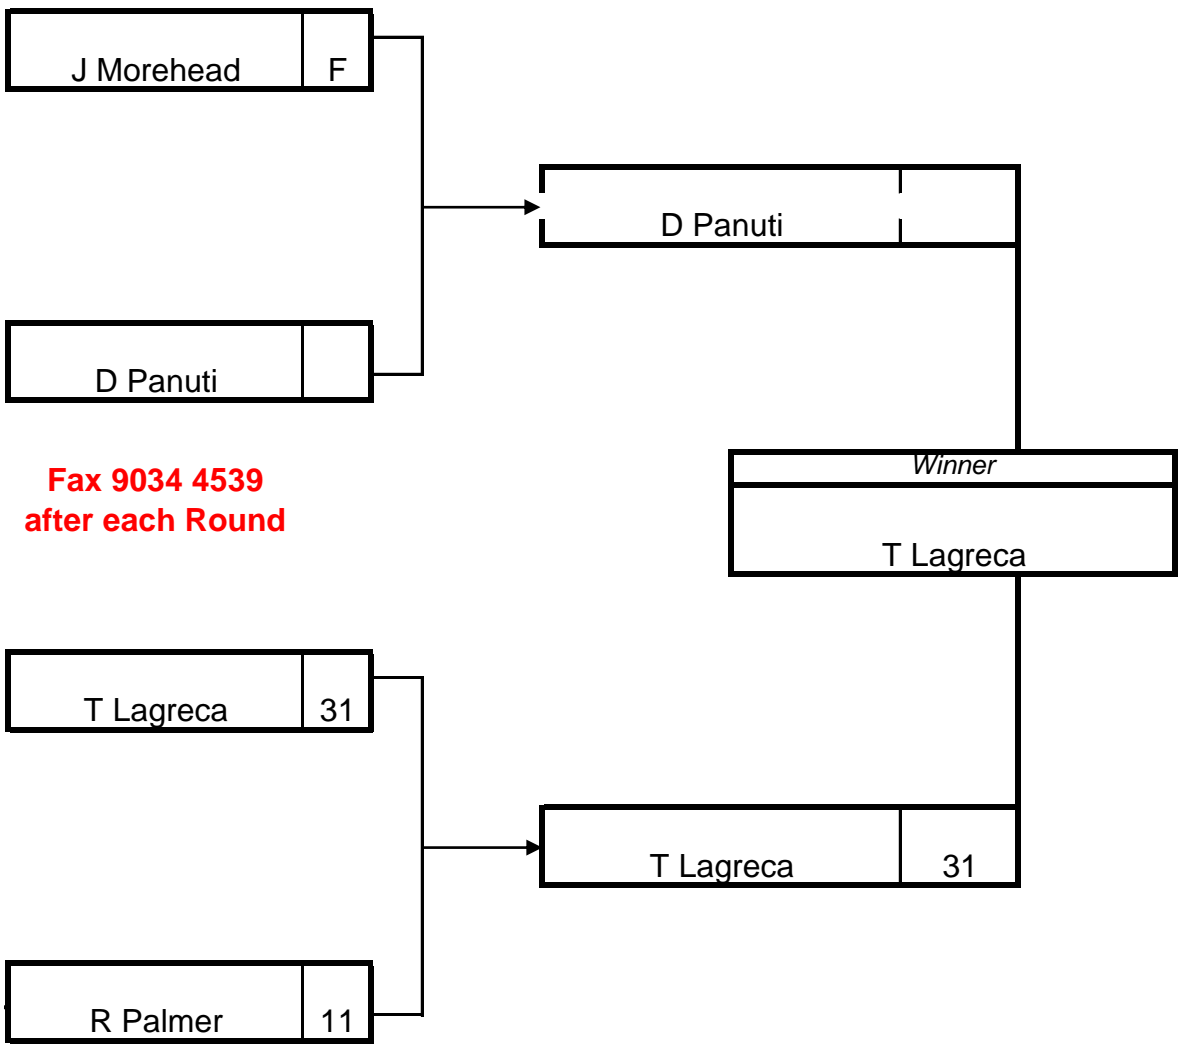 J Morehead F
D Panuti
D Panuti
Fax 9034 4539
after each Round
Winner
T Lagreca
T Lagreca 31
T Lagreca 31
R Palmer 11